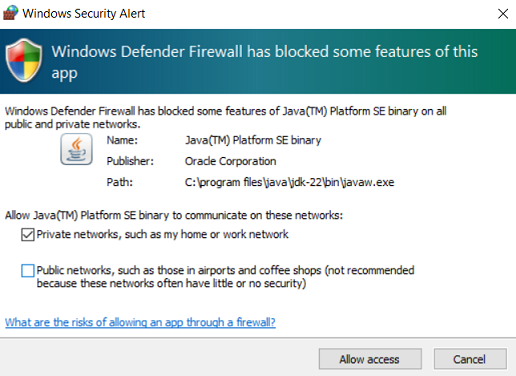 Windows Security Alert
Windows Defender Firewall has blocked some features of this
app
Windows Defender Firewall has blocked some features of Java(TM) Platform SE binary on all
public and private networks.
Name: Java(TM) Platform SE binary
Publisher: Oracle Corporation
Path: C:\program files\java\jdk-22\bin\javaw.exe
Allow Java(TM) Platform SE binary to communicate on these networks:
Private networks, such as my home or work network
Public networks, such as those in airports and coffee shops (not recommended
because these networks often have little or no security)
What are the risks of allowing an app through a firewall?
Allow access Cancel